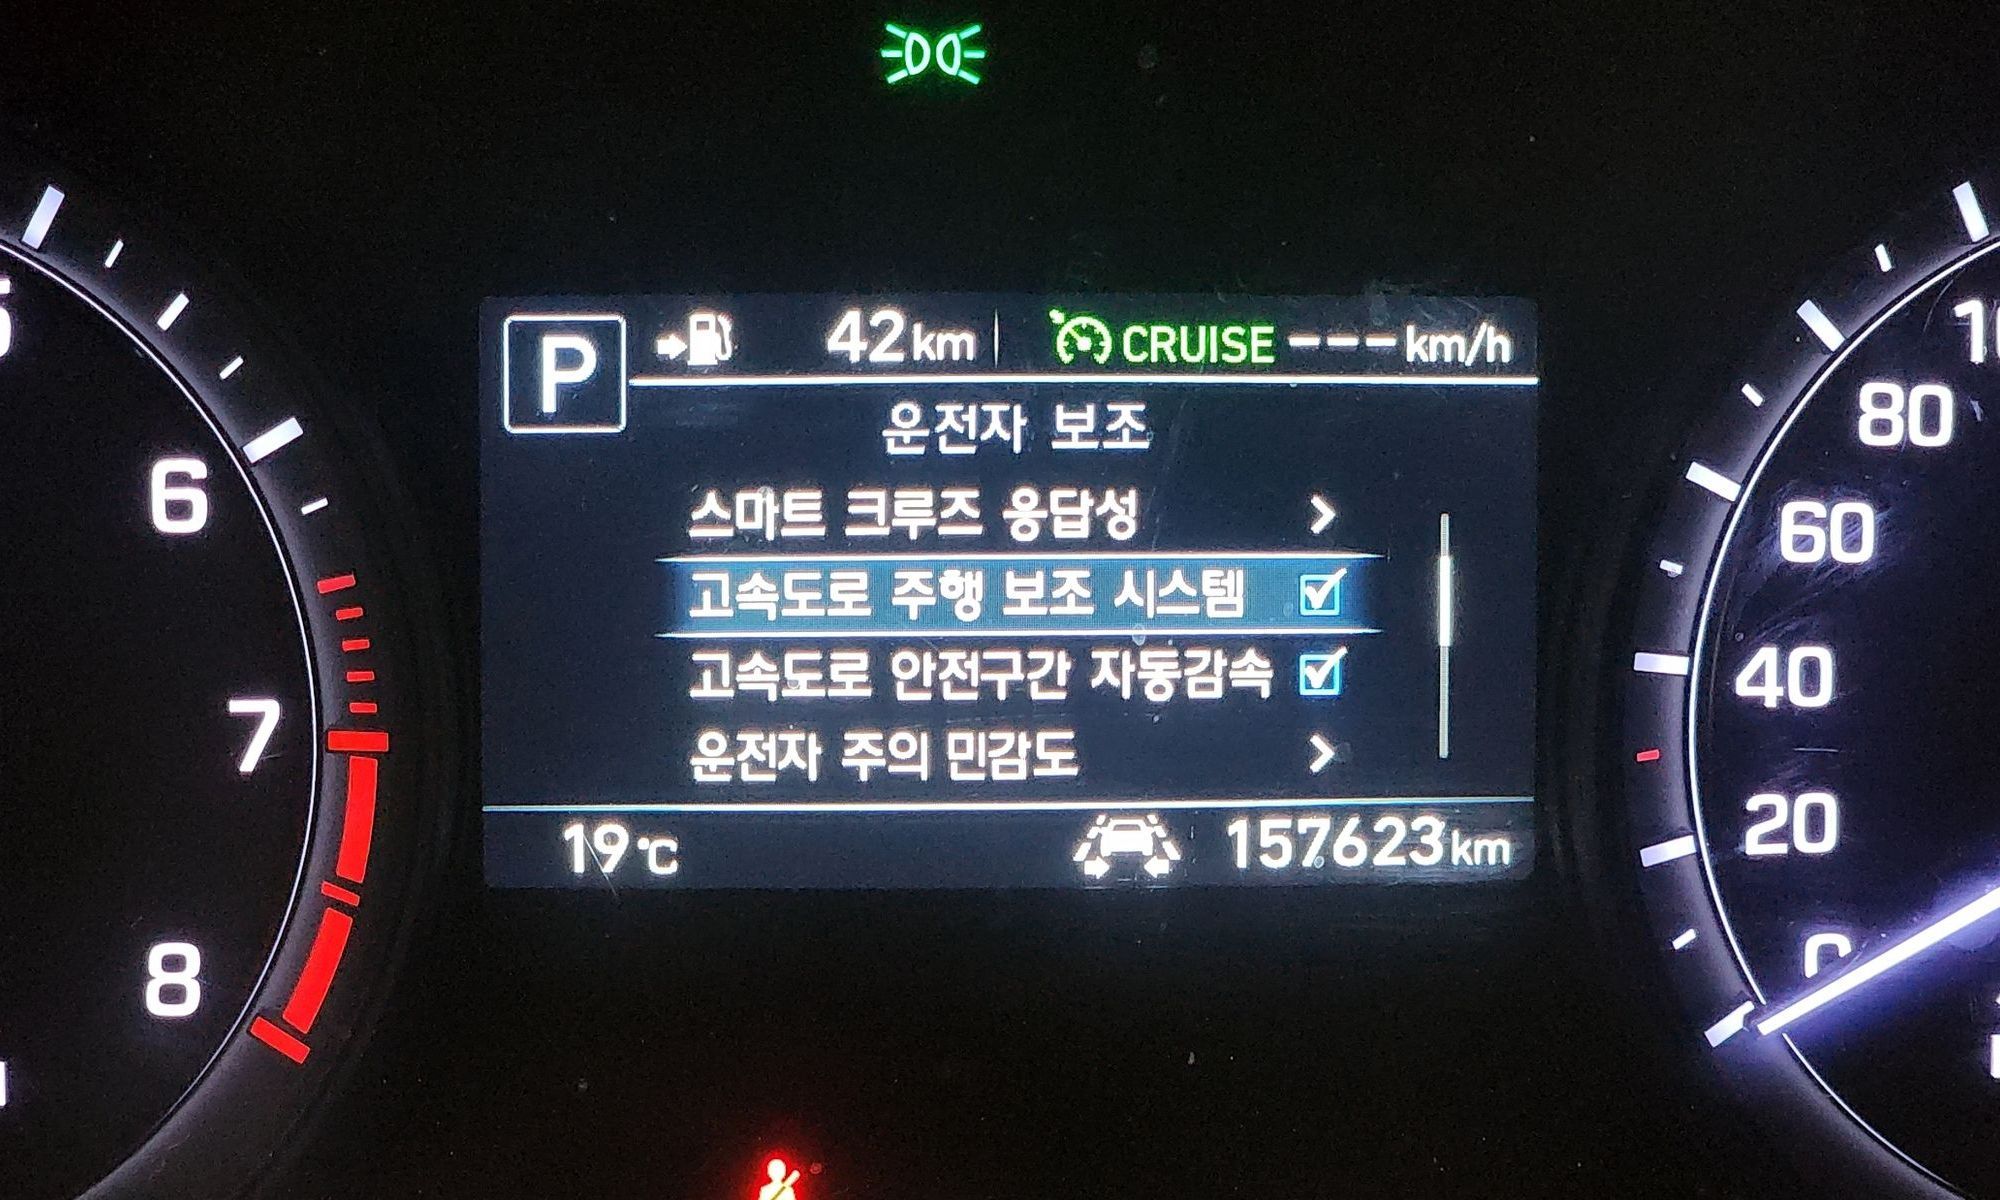 P 42km CRUISE ---km/h
운전자 보조
스마트 크루즈 응답성 >
고속도로 주행 보조 시스템
고속도로 안전구간 자동감속
운전자 주의 민감도 >
19°C 157623km
6
7
8
80
60
40
20
0